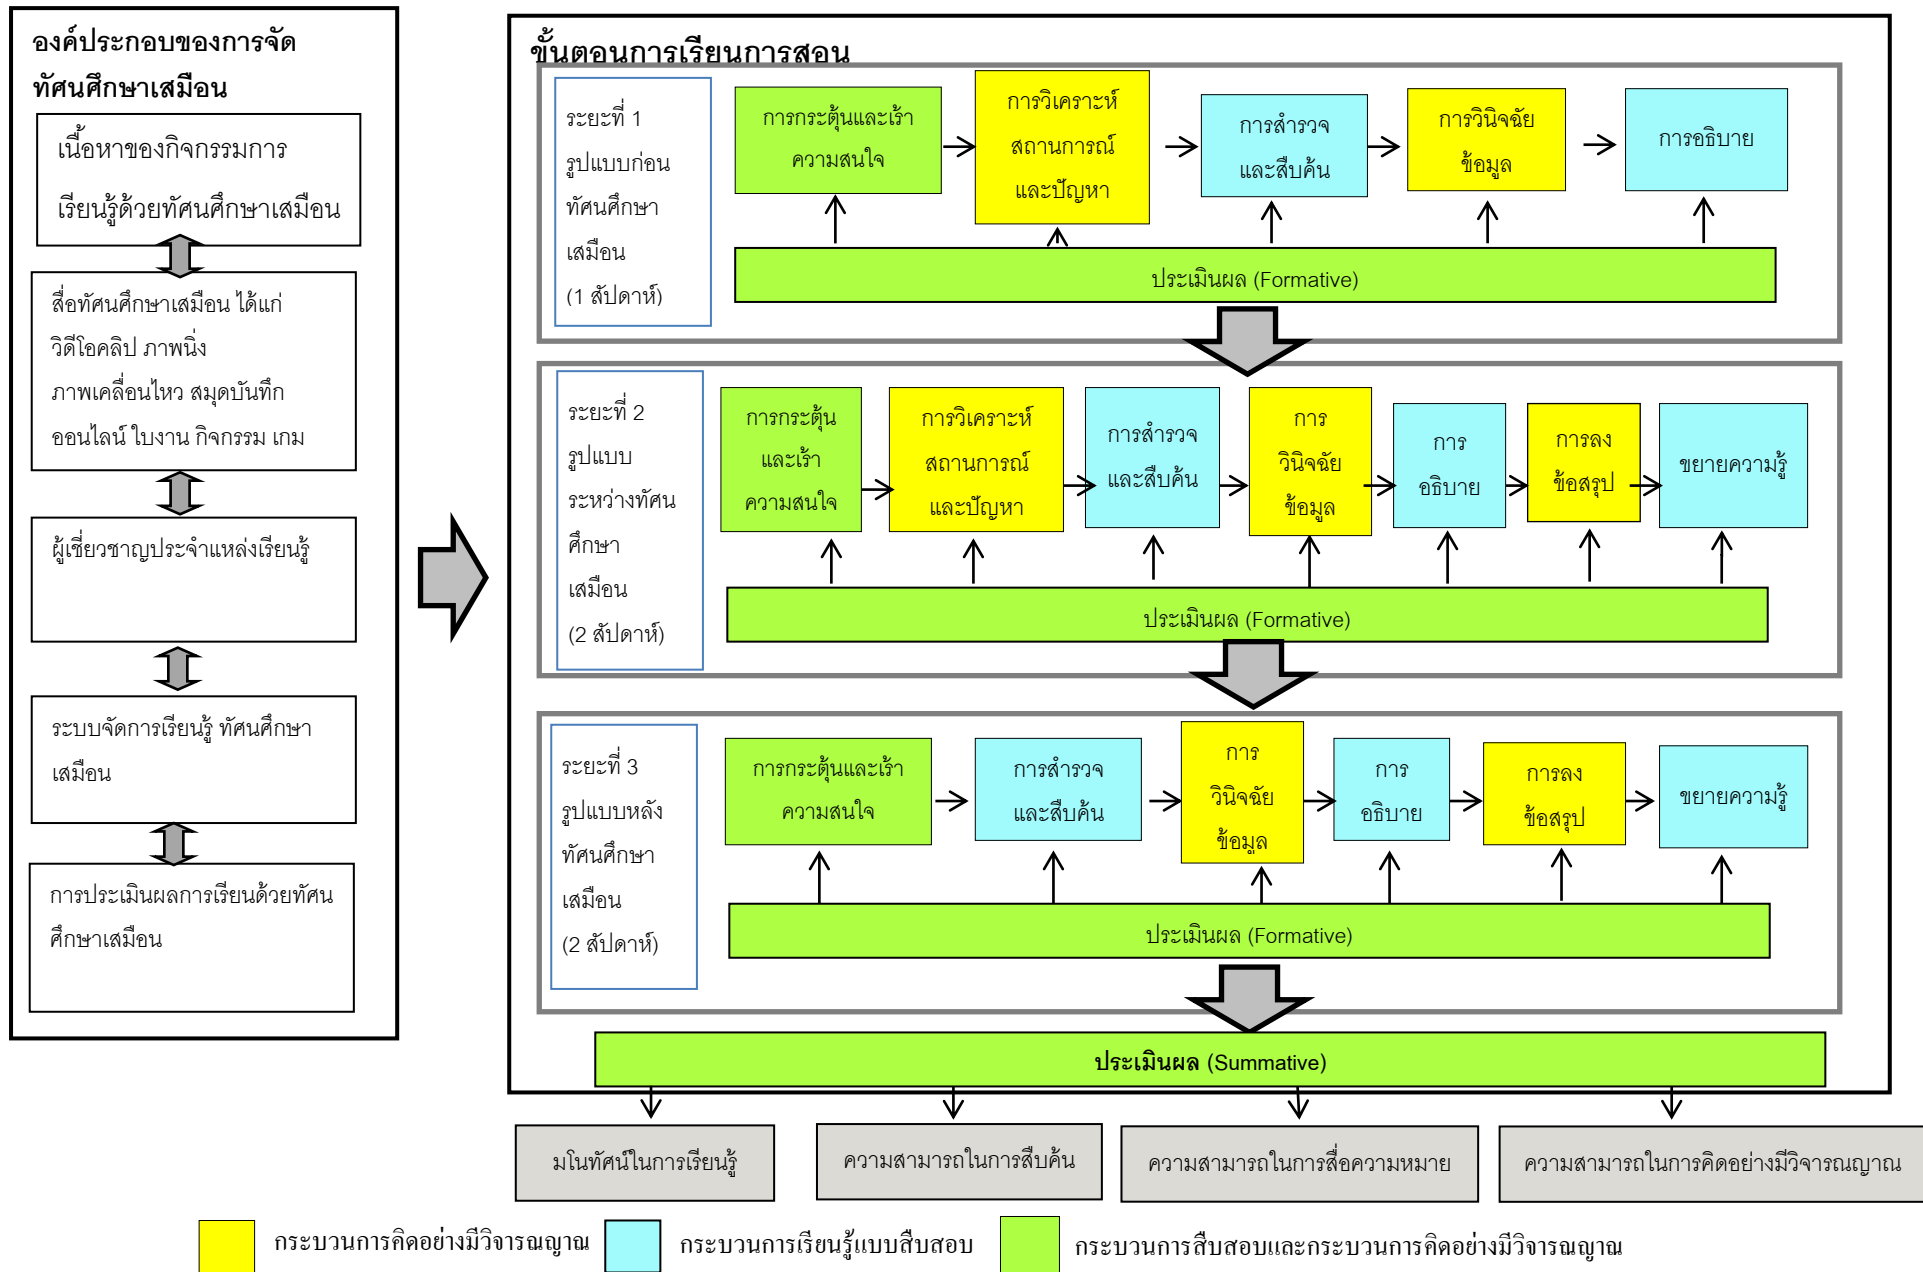 องค์ประกอบของการจัด
ทัศนศึกษาเสมือน
เนื้อหาของกิจกรรมการ
เรียนรู้ด้วยทัศนศึกษาเสมือน
สื่อทัศนศึกษาเสมือน ได้แก่
วิดีโอคลิป ภาพนิ่ง
ภาพเคลื่อนไหว สมุดบันทึก
ออนไลน์ ใบงาน กิจกรรม เกม
ผู้เชี่ยวชาญประจำแหล่งเรียนรู้
ระบบจัดการเรียนรู้ ทัศนศึกษา
เสมือน
การประเมินผลการเรียนด้วยทัศน
ศึกษาเสมือน
ขั้นตอนการเรียนการสอน
ระยะที่ 1
รูปแบบก่อน
ทัศนศึกษา
เสมือน
(1 สัปดาห์)
การกระตุ้นและเร้า
ความสนใจ
การวิเคราะห์
สถานการณ์
และปัญหา
การสำรวจ
และสืบค้น
การวินิจฉัย
ข้อมูล
การอธิบาย
ประเมินผล (Formative)
ระยะที่ 2
รูปแบบ
ระหว่างทัศน
ศึกษา
เสมือน
(2 สัปดาห์)
การกระตุ้น
และเร้า
ความสนใจ
การวิเคราะห์
สถานการณ์
และปัญหา
การสำรวจ
และสืบค้น
การ
วินิจฉัย
ข้อมูล
การ
อธิบาย
การลง
ข้อสรุป
ขยายความรู้
ประเมินผล (Formative)
ระยะที่ 3
รูปแบบหลัง
ทัศนศึกษา
เสมือน
(2 สัปดาห์)
การกระตุ้นและเร้า
ความสนใจ
การสำรวจ
และสืบค้น
การ
วินิจฉัย
ข้อมูล
การ
อธิบาย
การลง
ข้อสรุป
ขยายความรู้
ประเมินผล (Formative)
ประเมินผล (Summative)
มโนทัศน์ในการเรียนรู้
ความสามารถในการสืบค้น
ความสามารถในการสื่อความหมาย
ความสามารถในการคิดอย่างมีวิจารณญาณ
กระบวนการคิดอย่างมีวิจารณญาณ
กระบวนการเรียนรู้แบบสืบสอบ
กระบวนการสืบสอบและกระบวนการคิดอย่างมีวิจารณญาณ